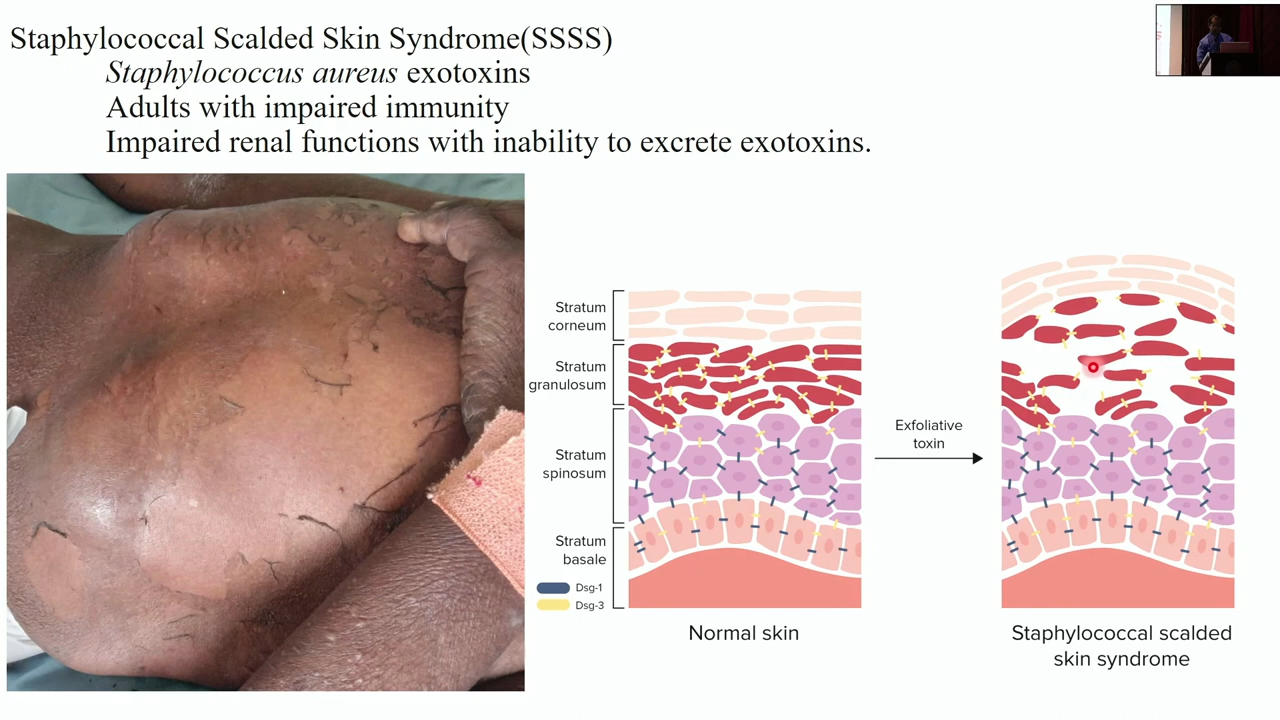 Staphylococcal Scalded Skin Syndrome(SSSS)
Staphylococcus aureus exotoxins
Adults with impaired immunity
Impaired renal functions with inability to excrete exotoxins.
Stratum
corneum
Stratum
granulosum
Stratum
spinosum
Stratum
basale
Dsg-1
Dsg-3
Normal skin
Exfoliative
toxin
Staphylococcal scalded
skin syndrome